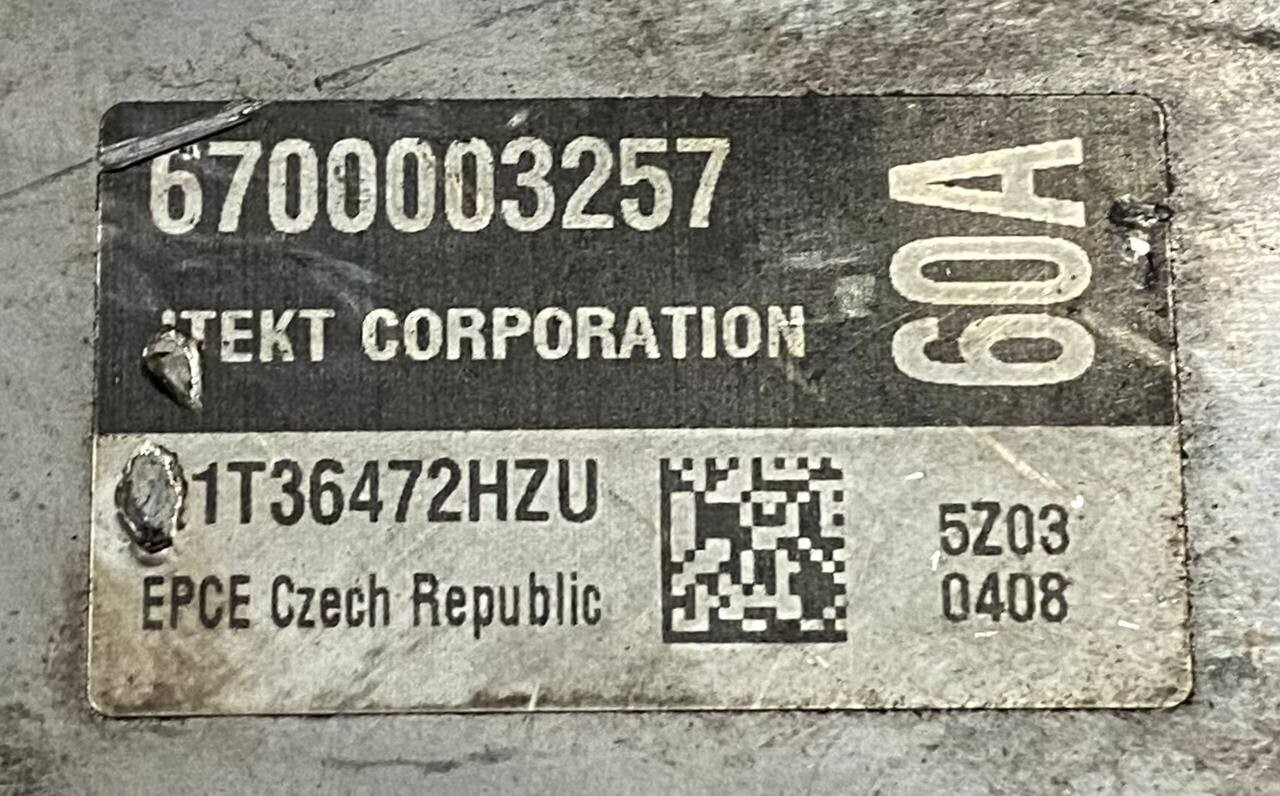 6700003257
60A
JTEKT CORPORATION
1T36472HZU
5Z03
EPCE Czech Republic
0408